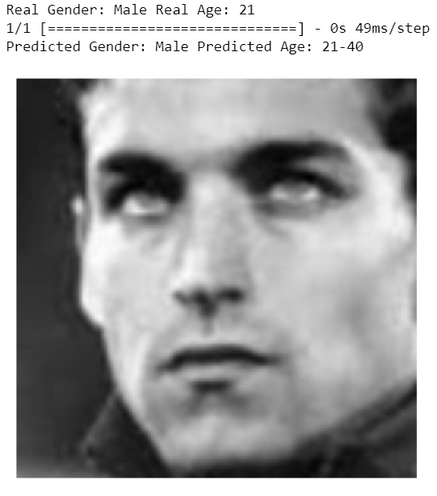 Real Gender: Male Real Age: 21
1/1 [==============================] - 0s 49ms/step
Predicted Gender: Male Predicted Age: 21-40